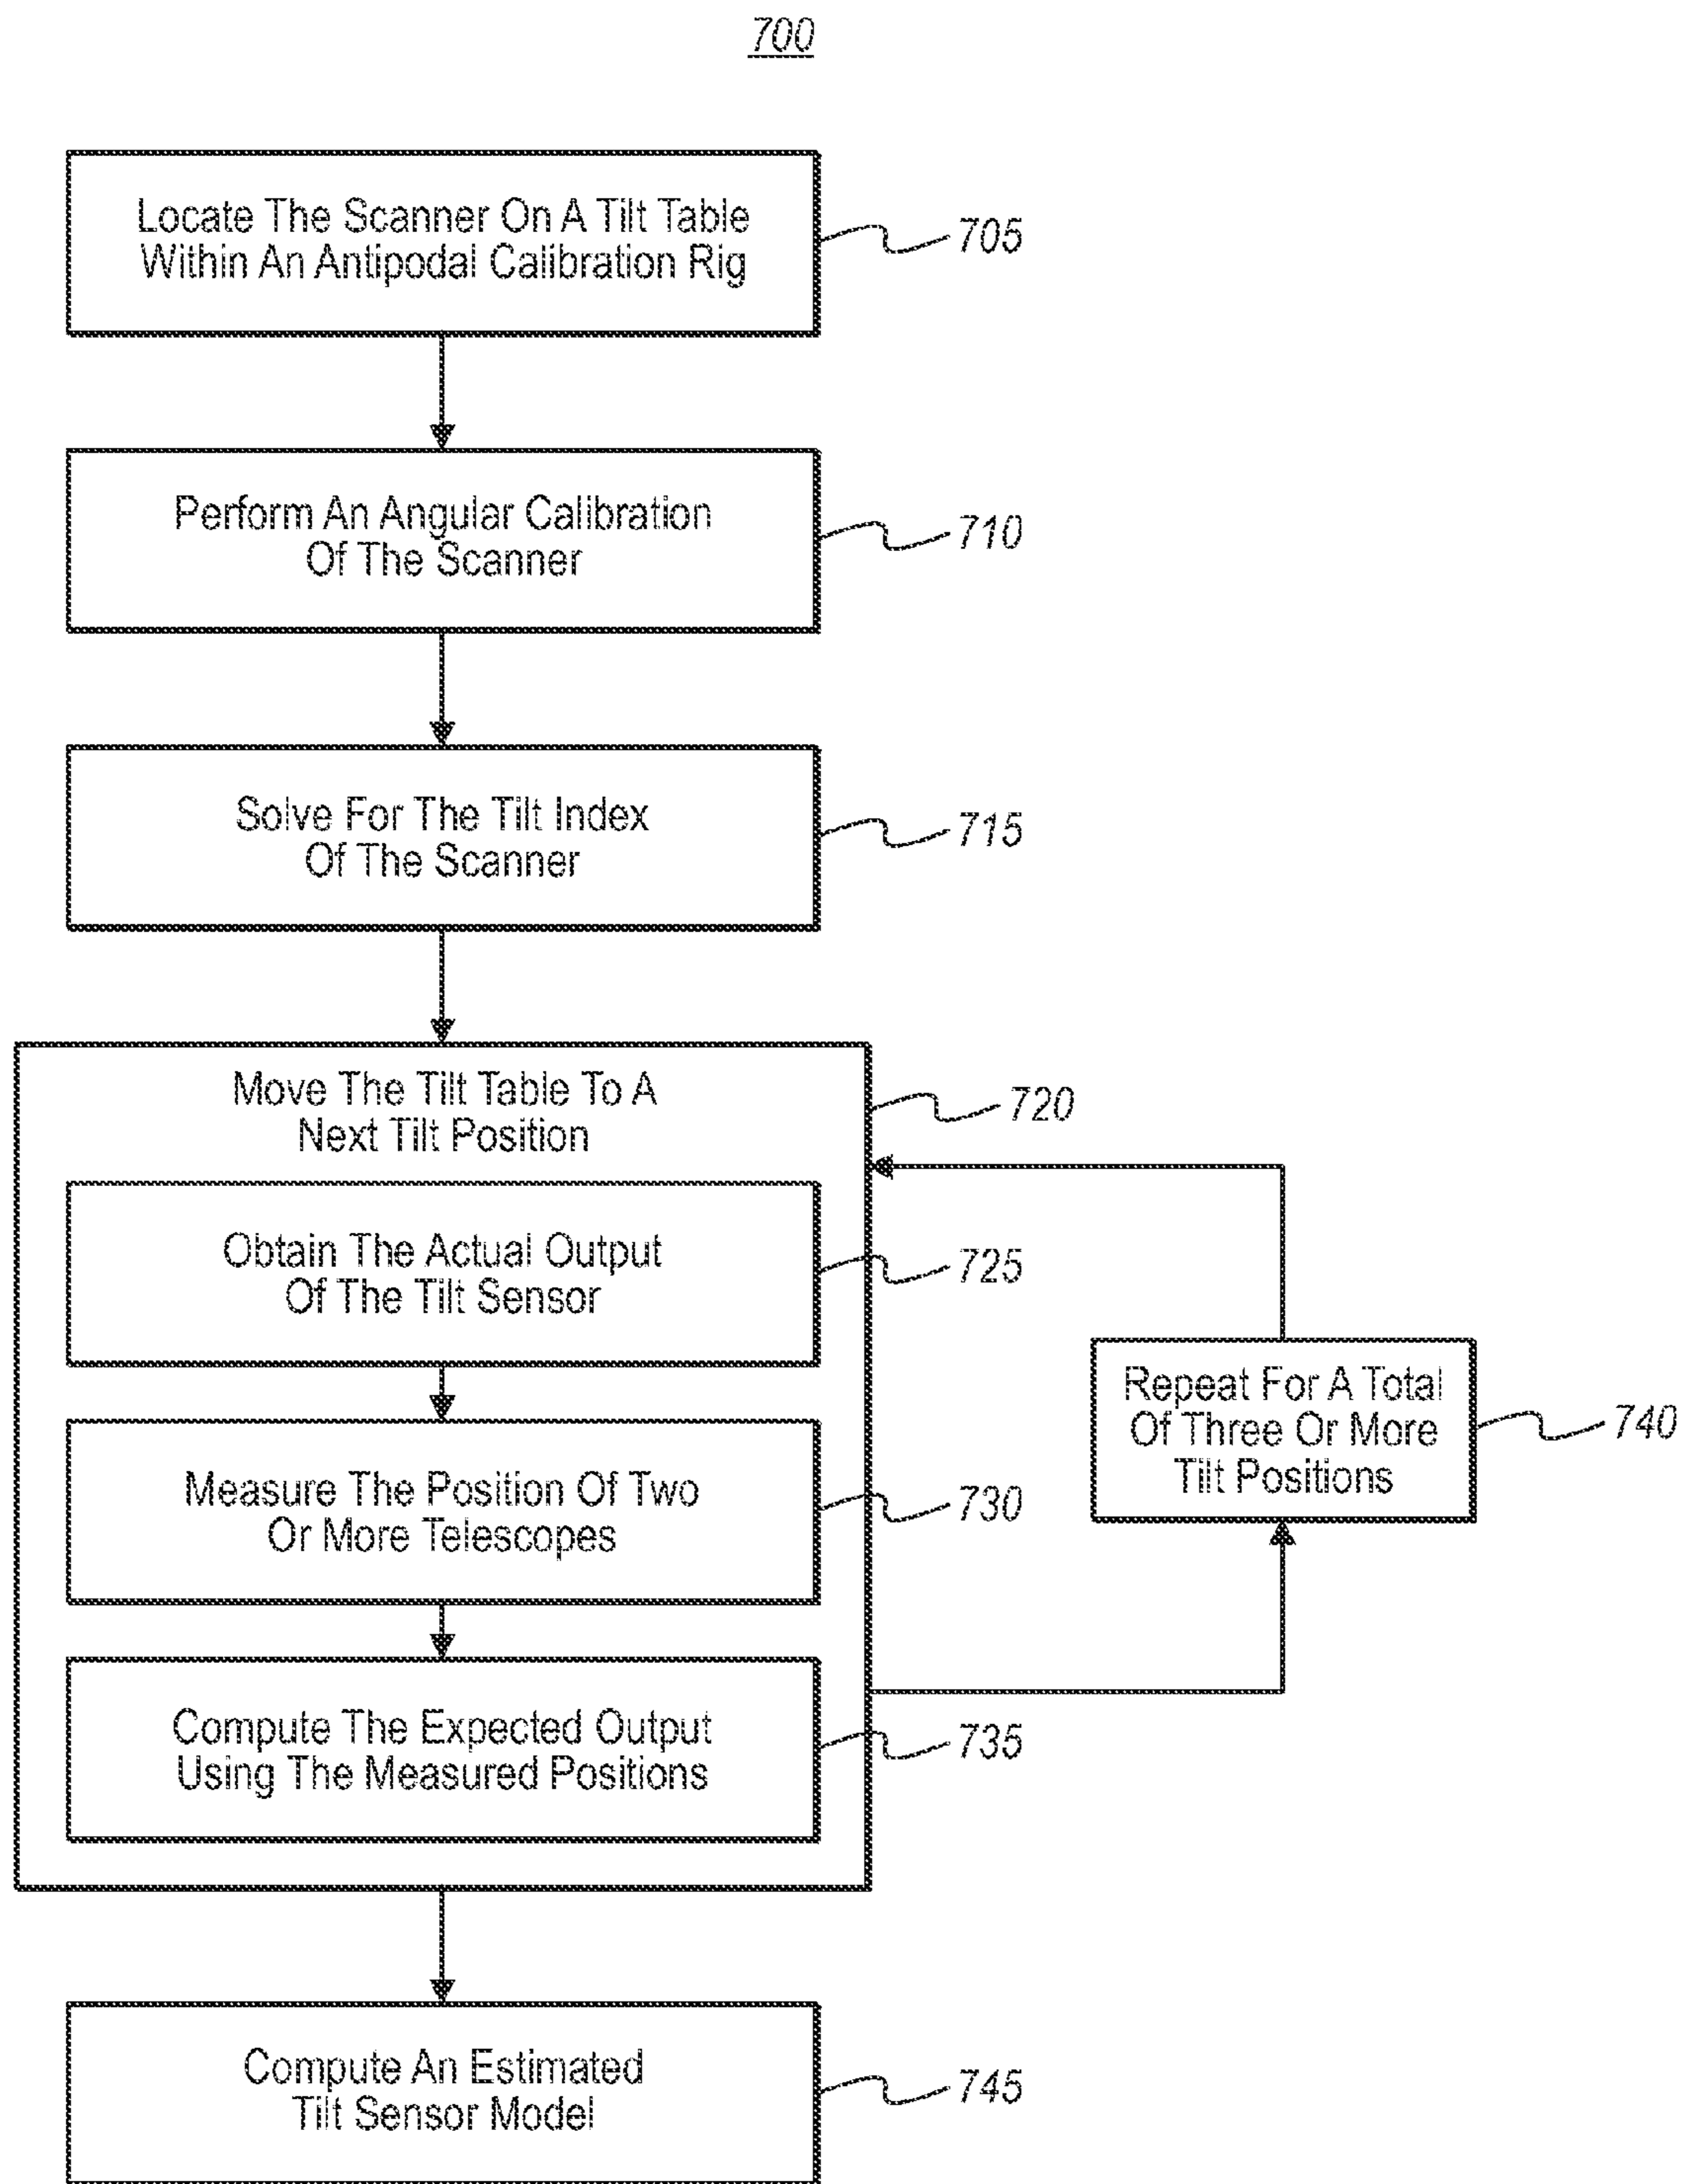 700
Locate The Scanner On A Tilt Table
Within An Antipodal Calibration Rig
705
Perform An Angular Calibration
Of The Scanner
710
Solve For The Tilt Index
Of The Scanner
715
Move The Tilt Table To A
Next Tilt Position
720
Obtain The Actual Output
Of The Tilt Sensor
725
Measure The Position Of Two
Or More Telescopes
730
Compute The Expected Output
Using The Measured Positions
735
Repeat For A Total
Of Three Or More
Tilt Positions
740
Compute An Estimated
Tilt Sensor Model
745